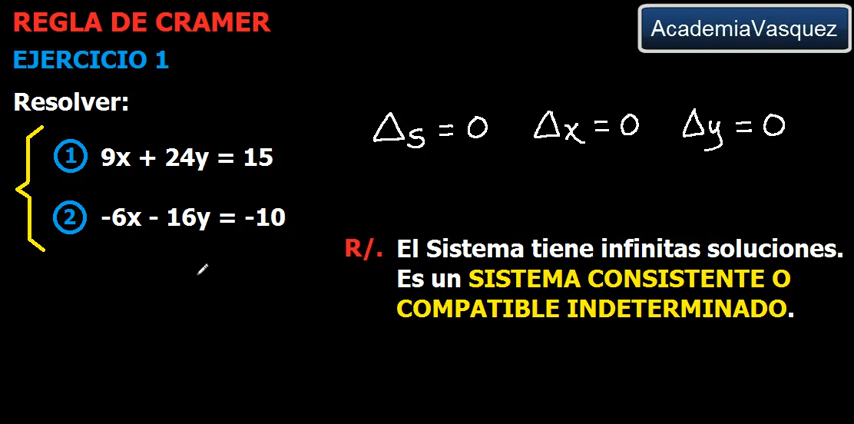 REGLA DE CRAMER
AcademiaVasquez
EJERCICIO 1
Resolver:
1 9x + 24y = 15
2 -6x - 16y = -10
Δs = 0 Δx = 0 Δy = 0
R/. El Sistema tiene infinitas soluciones.
Es un SISTEMA CONSISTENTE O
COMPATIBLE INDETERMINADO.